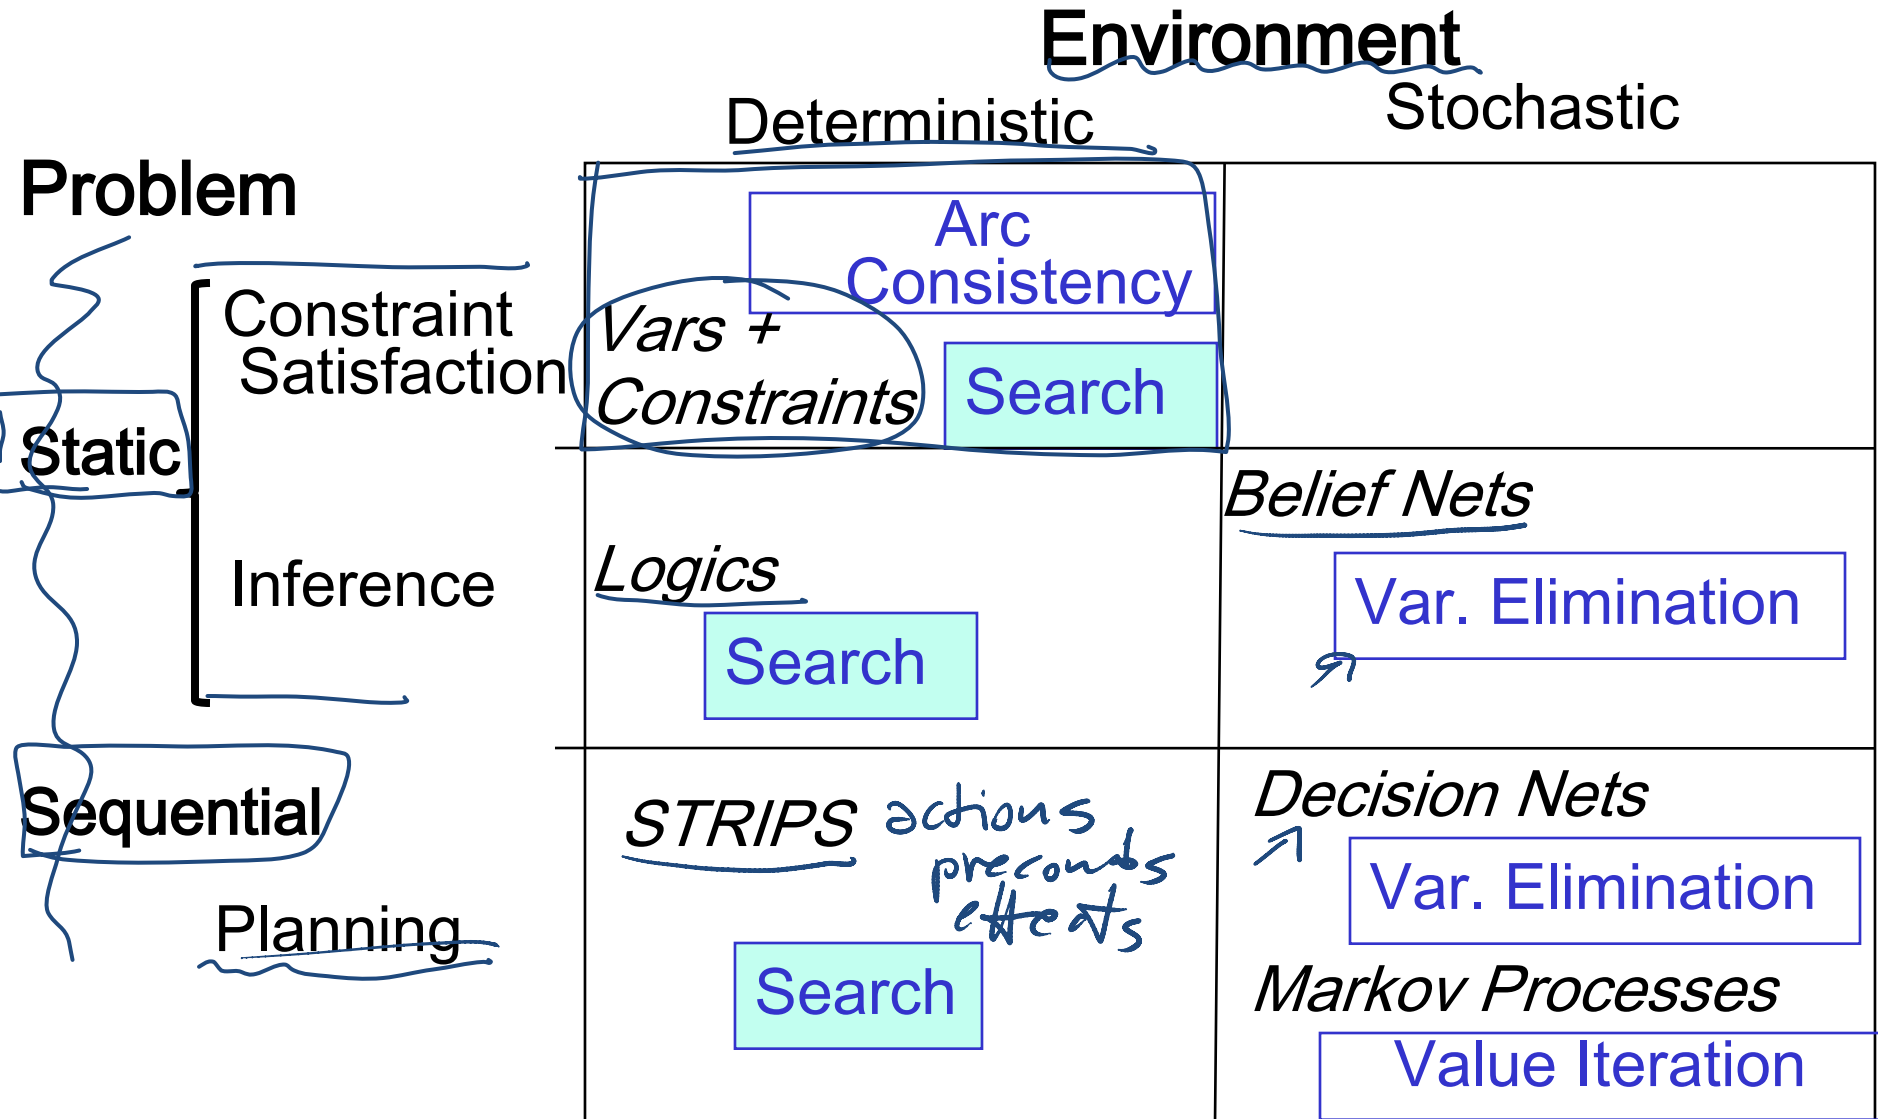 Environment
Deterministic
Stochastic
Problem
Arc
Consistency
Constraint
Satisfaction
Vars +
Constraints
Search
Static
Belief Nets
Var. Elimination
Inference
Logics
Search
Sequential
STRIPS actions
preconds
effects
Decision Nets
Var. Elimination
Planning
Search
Markov Processes
Value Iteration